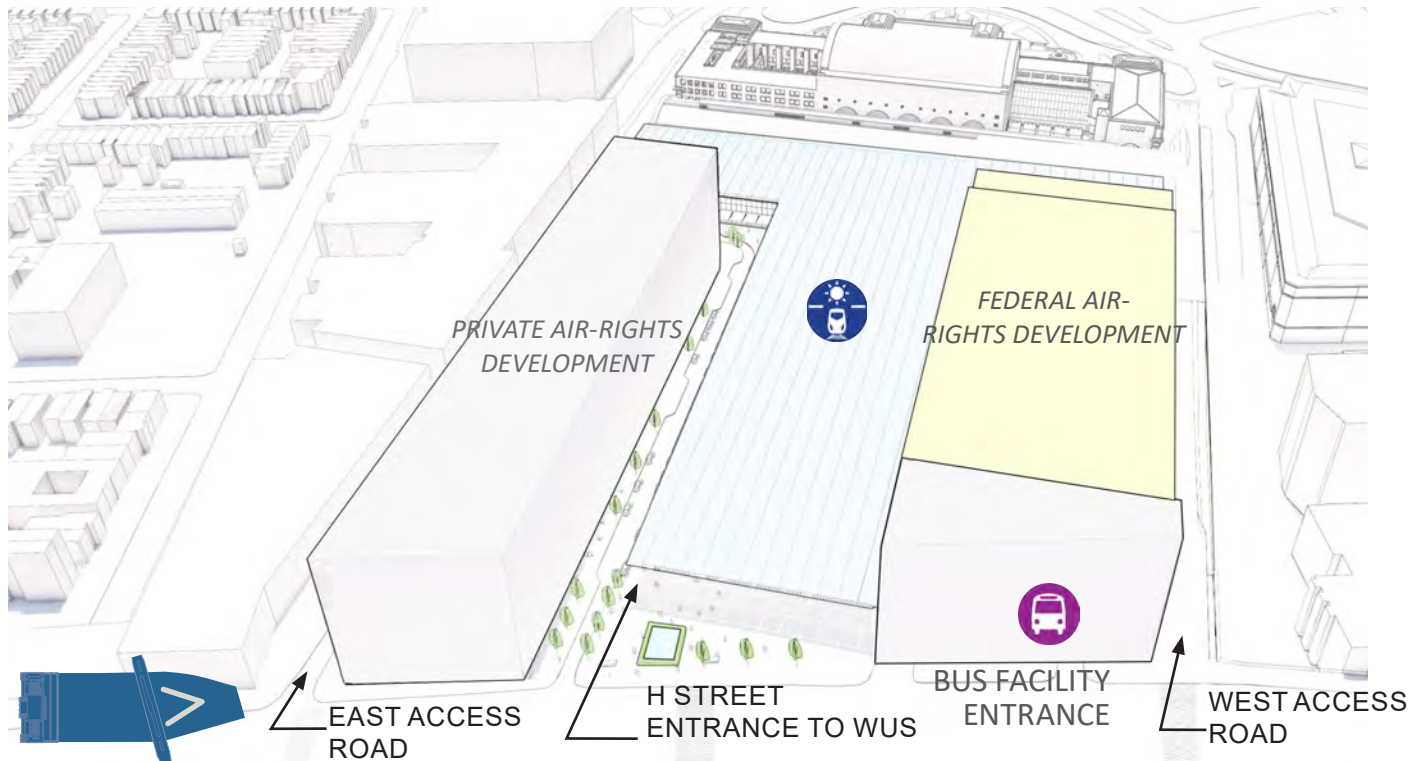 PRIVATE AIR-RIGHTS
DEVELOPMENT
FEDERAL AIR-
RIGHTS DEVELOPMENT
EAST ACCESS
ROAD
H STREET
ENTRANCE TO WUS
BUS FACILITY
ENTRANCE
WEST ACCESS
ROAD